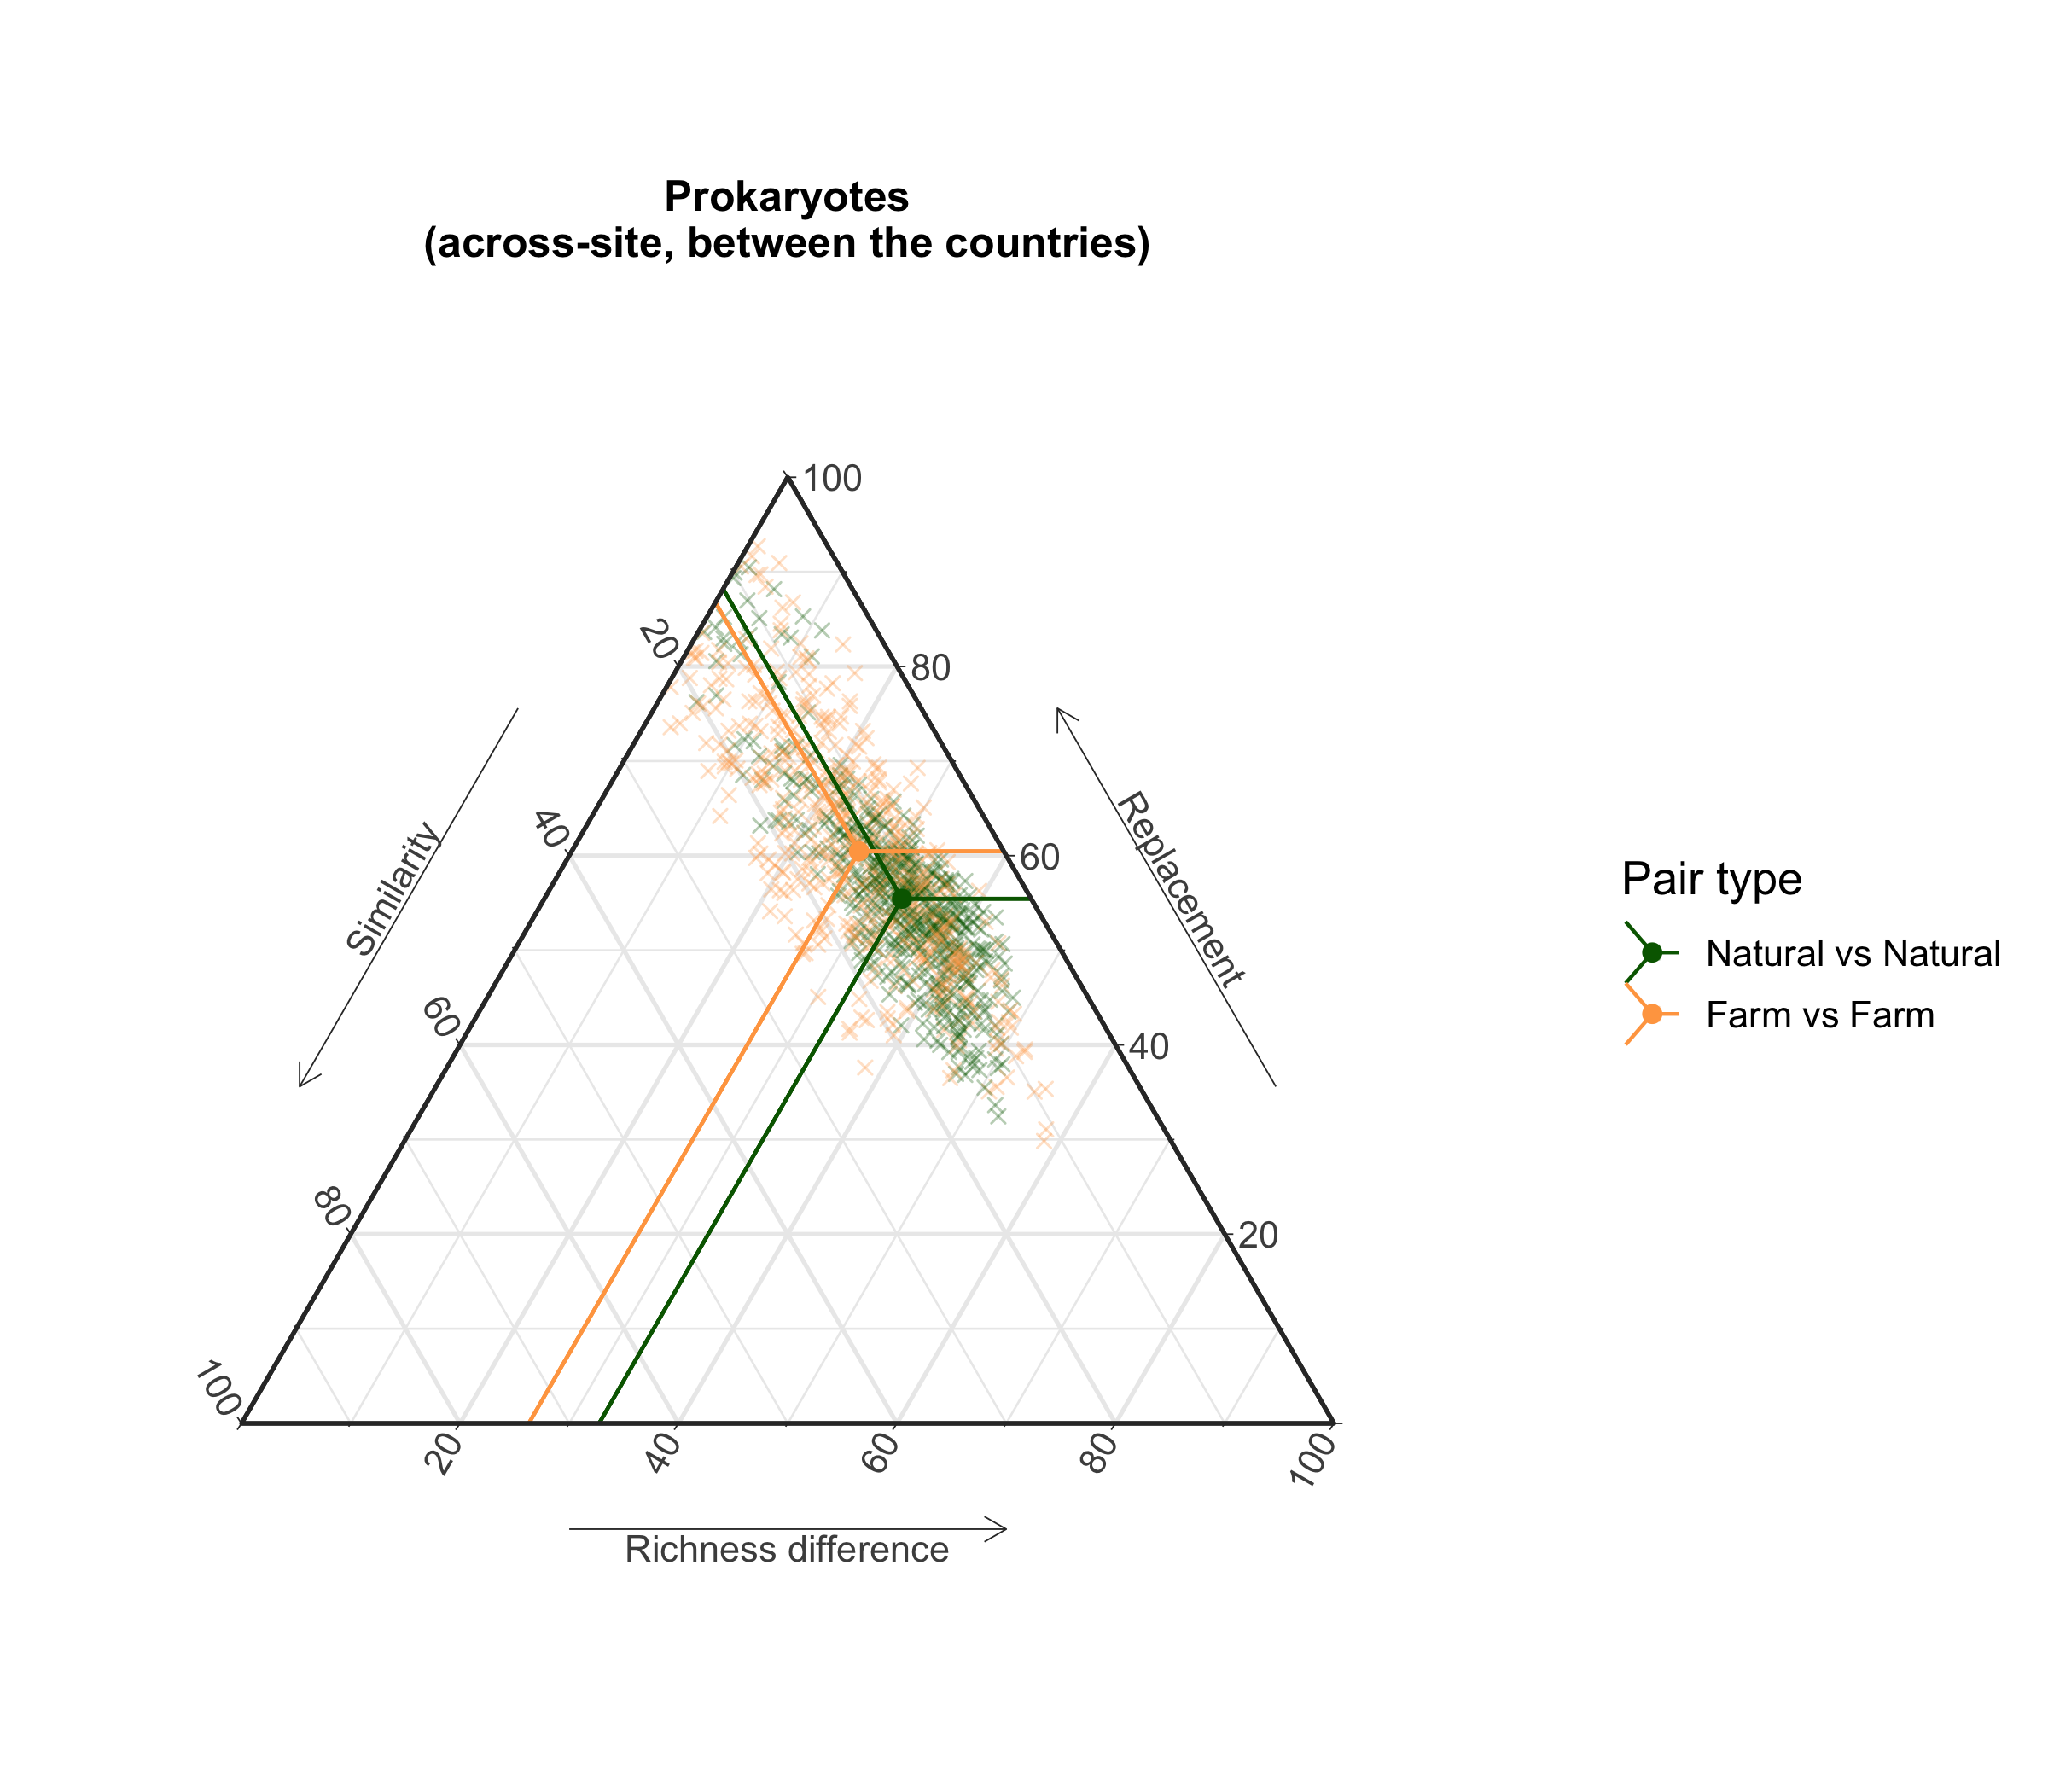 Prokaryotes
(across-site, between the countries)
100
20
80
40
60
Similarity
Replacement
60
40
80
20
100
20
40
60
80
100
Richness difference
Pair type
Natural vs Natural
Farm vs Farm